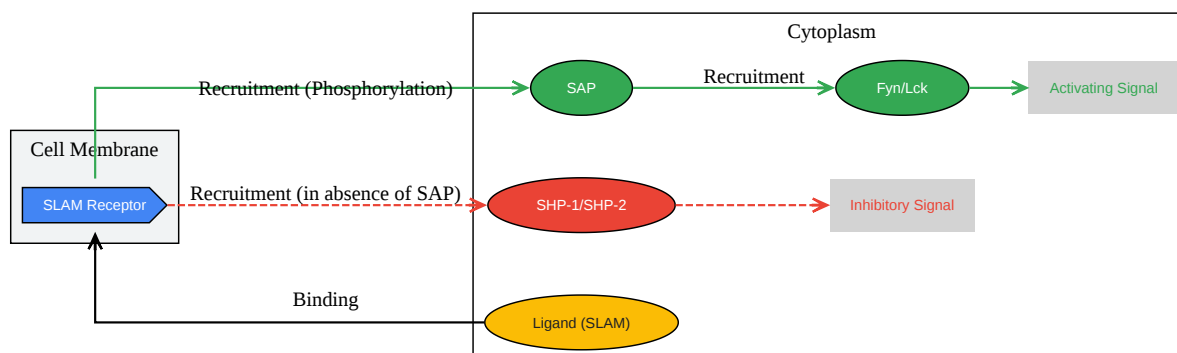 Cytoplasm
Recruitment (Phosphorylation)
SAP
Recruitment
Fyn/Lck
Activating Signal
Cell Membrane
SLAM Receptor
Recruitment (in absence of SAP)
SHP-1/SHP-2
Inhibitory Signal
Binding
Ligand (SLAM)